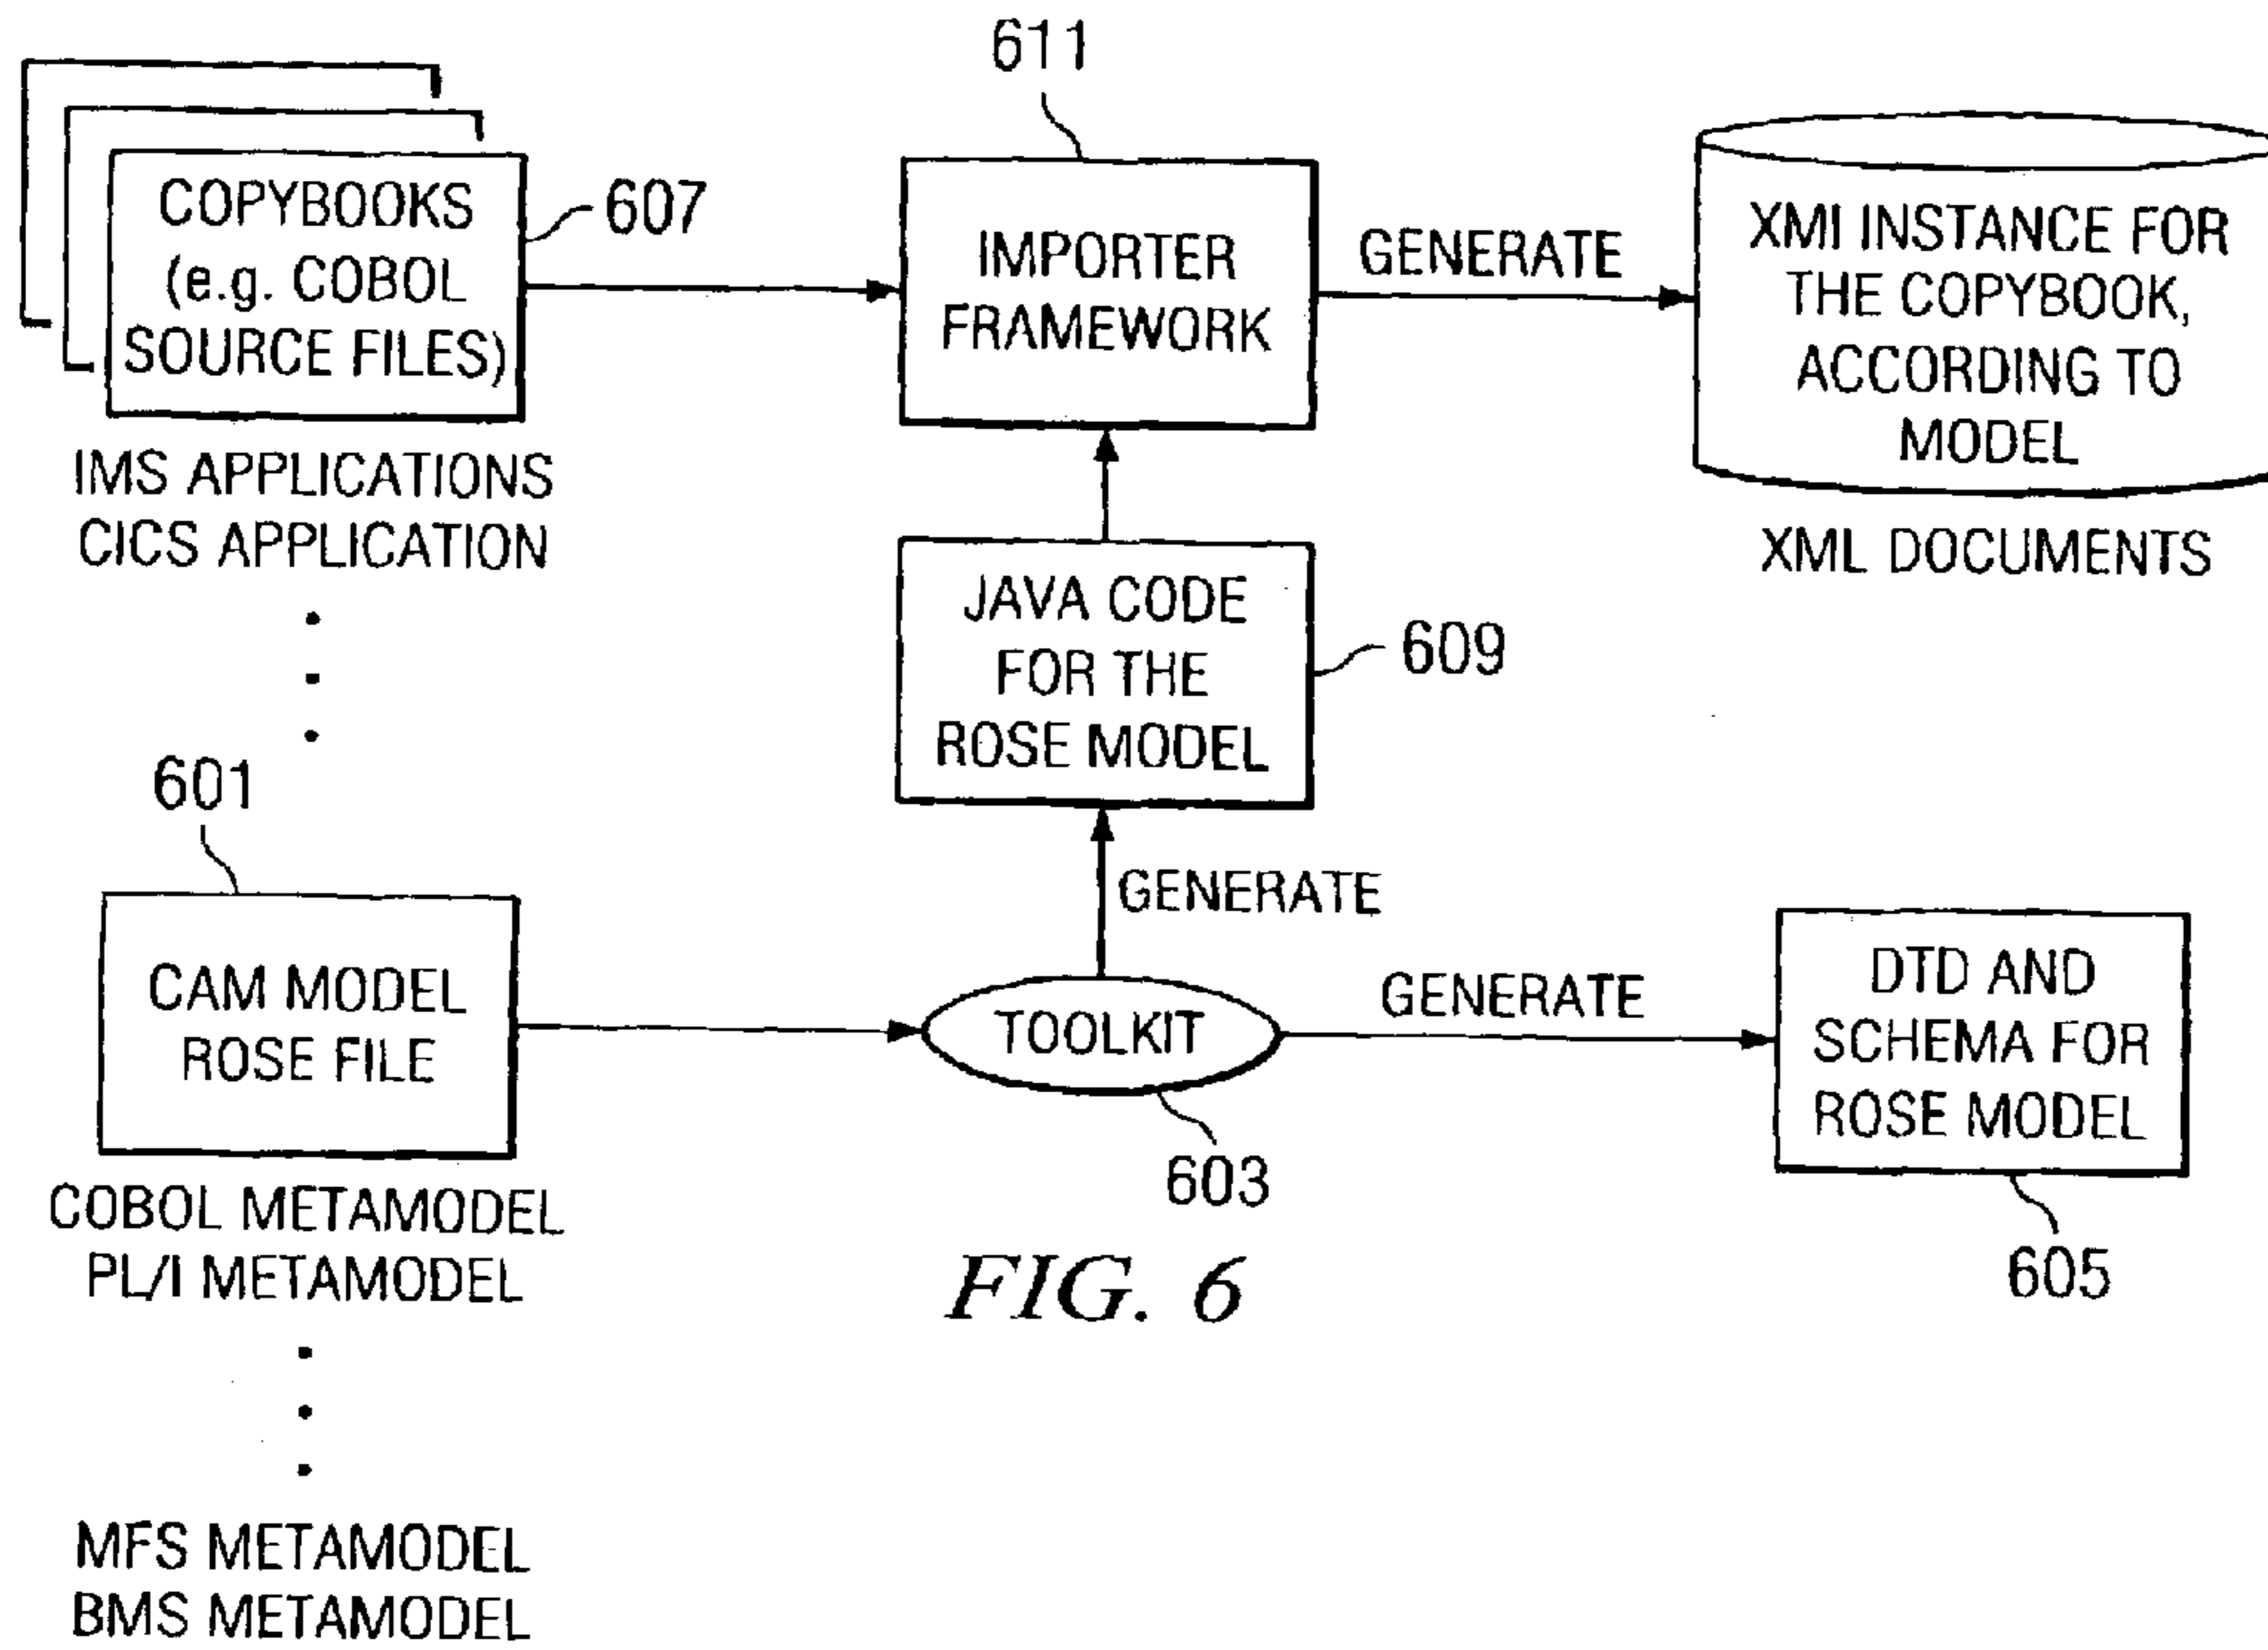 611
COPYBOOKS
(e.g. COBOL
SOURCE FILES)
607
IMS APPLICATIONS
CICS APPLICATION
IMPORTER
FRAMEWORK
GENERATE
XMI INSTANCE FOR
THE COPYBOOK,
ACCORDING TO
MODEL
XML DOCUMENTS
JAVA CODE
FOR THE
ROSE MODEL
609
601
CAM MODEL
ROSE FILE
COBOL METAMODEL
PL/I METAMODEL
MFS METAMODEL
BMS METAMODEL
GENERATE
TOOLKIT
603
GENERATE
DTD AND
SCHEMA FOR
ROSE MODEL
605
FIG. 6